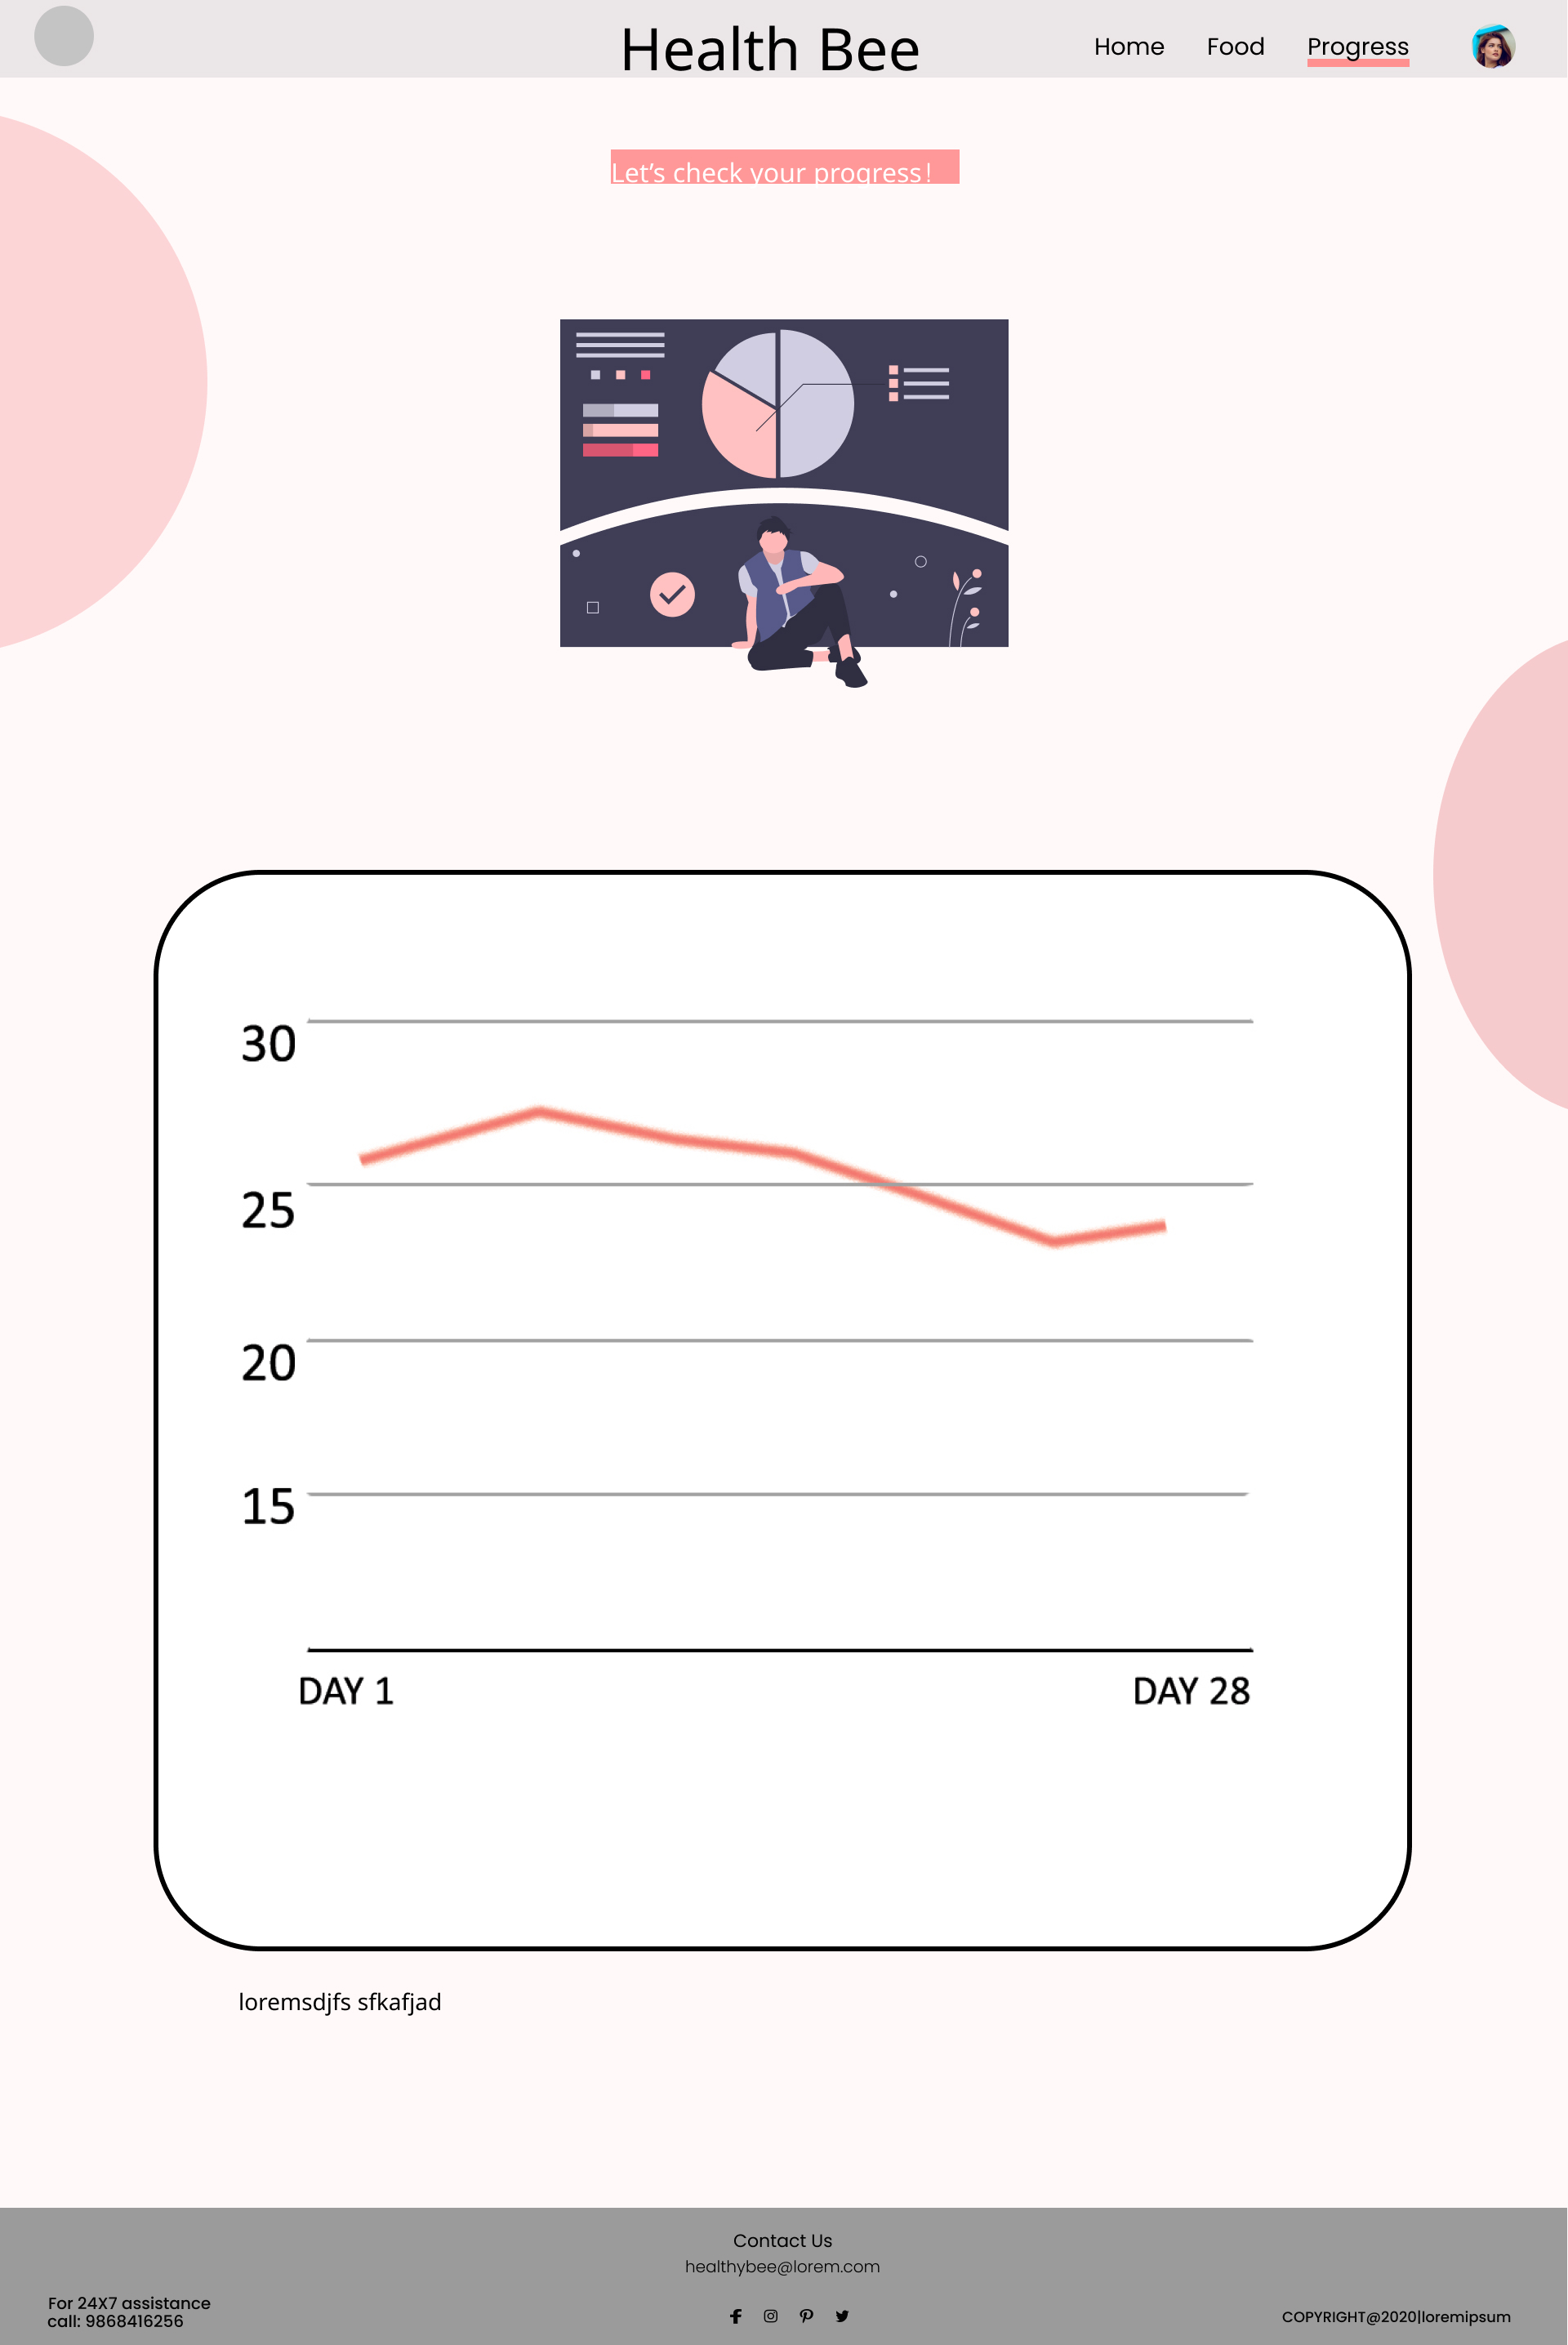 Health Bee
Home Food Progress
Let’s check your progress!
30
25
20
15
DAY 1 DAY 28
loremsdjfs sfkafjad
Contact Us
healthybee@lorem.com
For 24X7 assistance
call: 9868416256
COPYRIGHT@2020|loremipsum